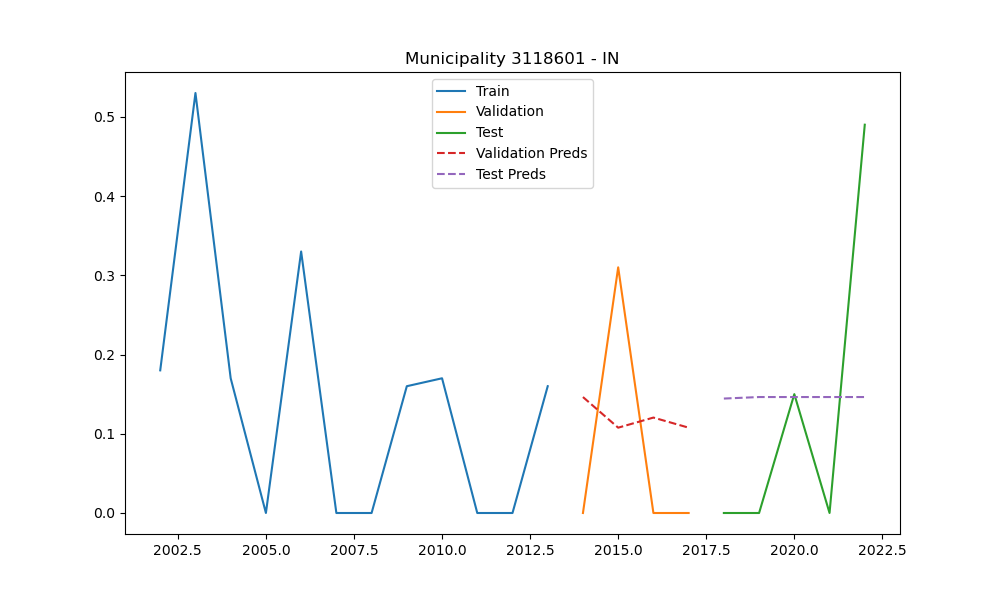 Municipality 3118601 - IN
Train
Validation
Test
Validation Preds
Test Preds
0.5
0.4
0.3
0.2
0.1
0.0
2002.5 2005.0 2007.5 2010.0 2012.5 2015.0 2017.5 2020.0 2022.5